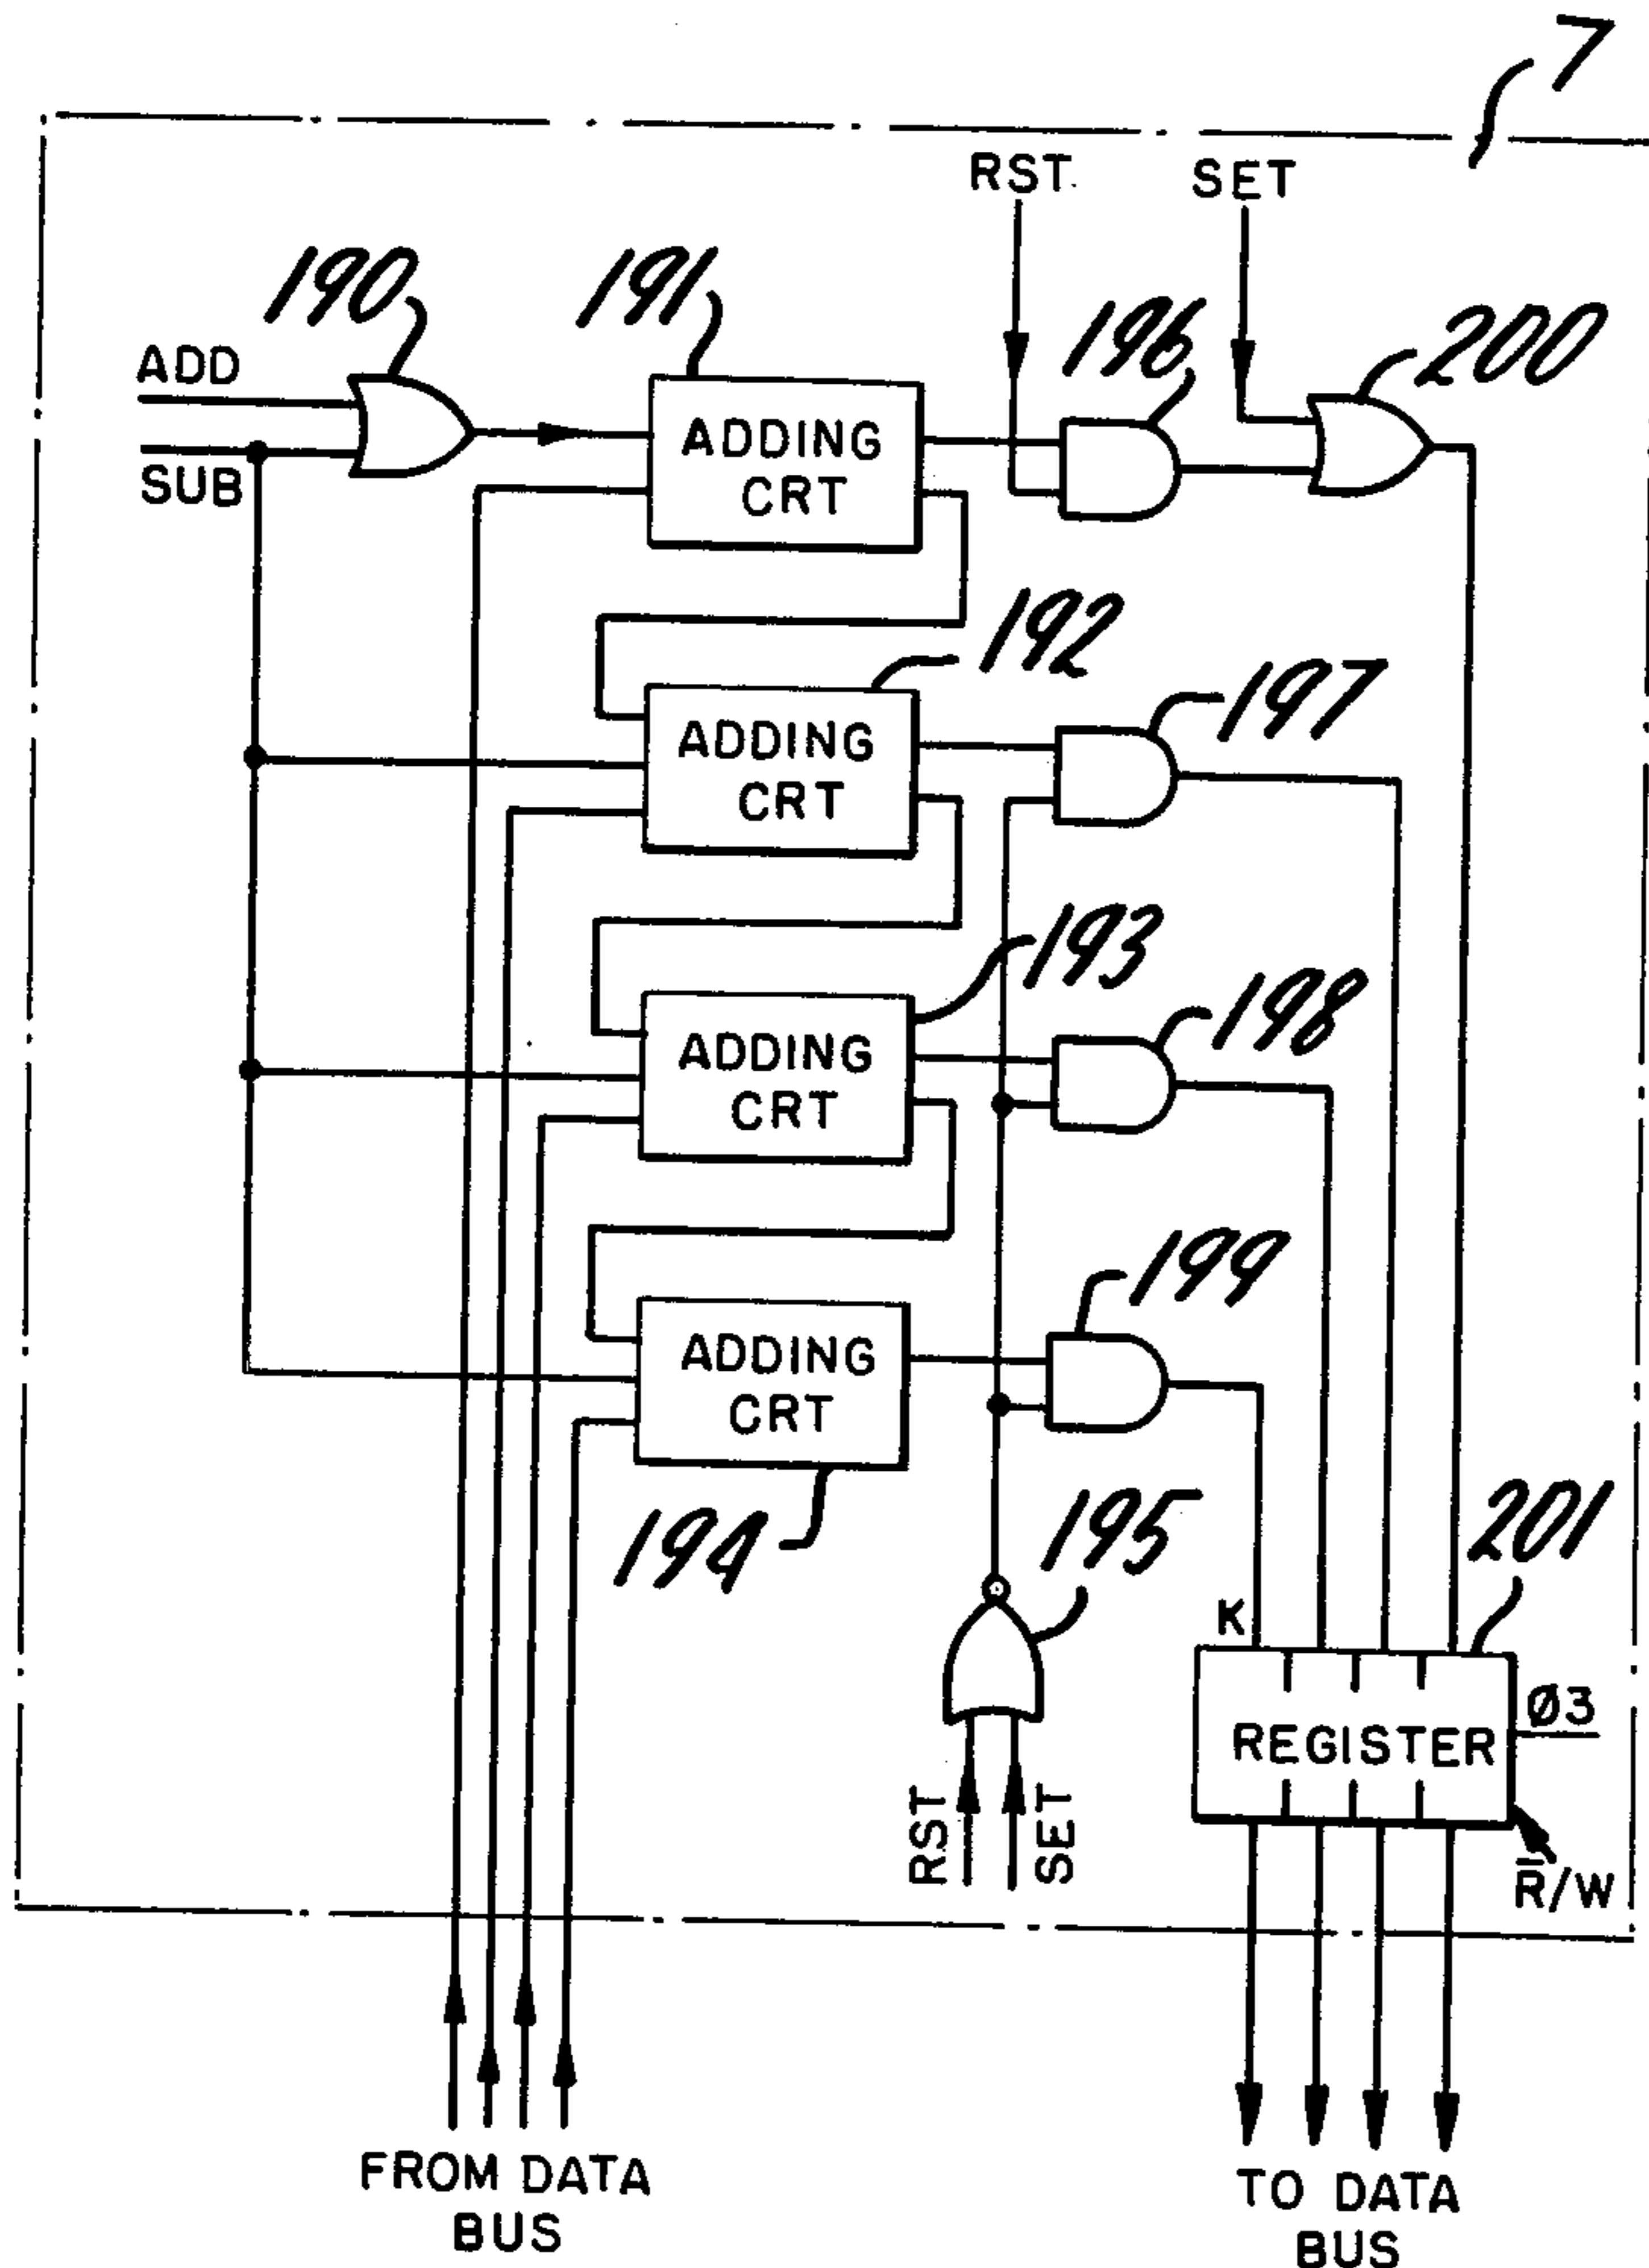 7
RST
SET
190
191
196
200
ADD
SUB
ADDING
CRT
192
197
ADDING
CRT
193
198
ADDING
CRT
199
ADDING
CRT
194
195
201
K
REGISTER
Ø3
RST
SET
R̅/W
FROM DATA
BUS
TO DATA
BUS